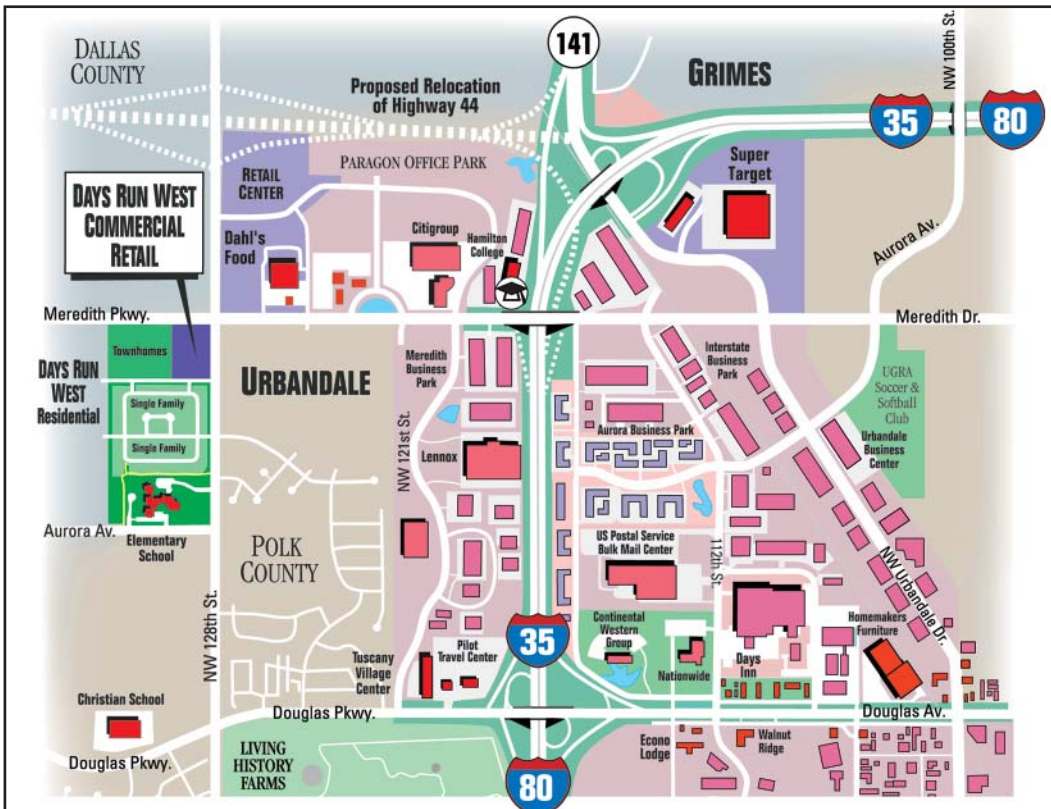 DALLAS
COUNTY
141
GRIMES
NW 100th St.
Proposed Relocation
of Highway 44
35
80
PARAGON OFFICE PARK
RETAIL
CENTER
Super
Target
DAYS RUN WEST
COMMERCIAL
RETAIL
Citigroup
Hamilton
College
Dahl's
Food
Aurora Av.
Meredith Pkwy.
Meredith Dr.
Townhomes
DAYS RUN
WEST
Residential
Single Family
Single Family
URBANDALE
Meredith
Business
Park
Interstate
Business
Park
UGRA
Soccer &
Softball
Club
NW 121st St.
Lennox
Aurora Business Park
Urbandale
Business
Center
Aurora Av.
Elementary
School
POLK
COUNTY
US Postal Service
Bulk Mail Center
112th St.
NW Urbandale Dr.
NW 128th St.
35
Continental
Western
Group
Homemakers
Furniture
Tuscany
Village
Center
Pilot
Travel Center
Nationwide
Days
Inn
Christian School
Douglas Pkwy.
Douglas Av.
Douglas Pkwy.
LIVING
HISTORY
FARMS
80
Econo
Lodge
Walnut
Ridge